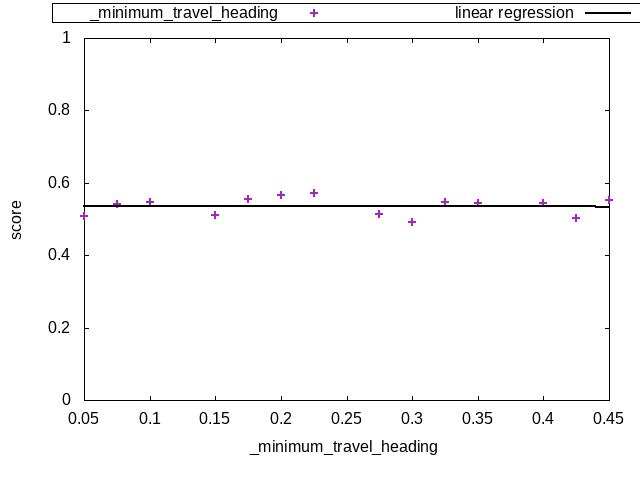 _minimum_travel_heading
linear regression
1
0.8
0.6
0.4
0.2
0
score
0.05 0.1 0.15 0.2 0.25 0.3 0.35 0.4 0.45
_minimum_travel_heading